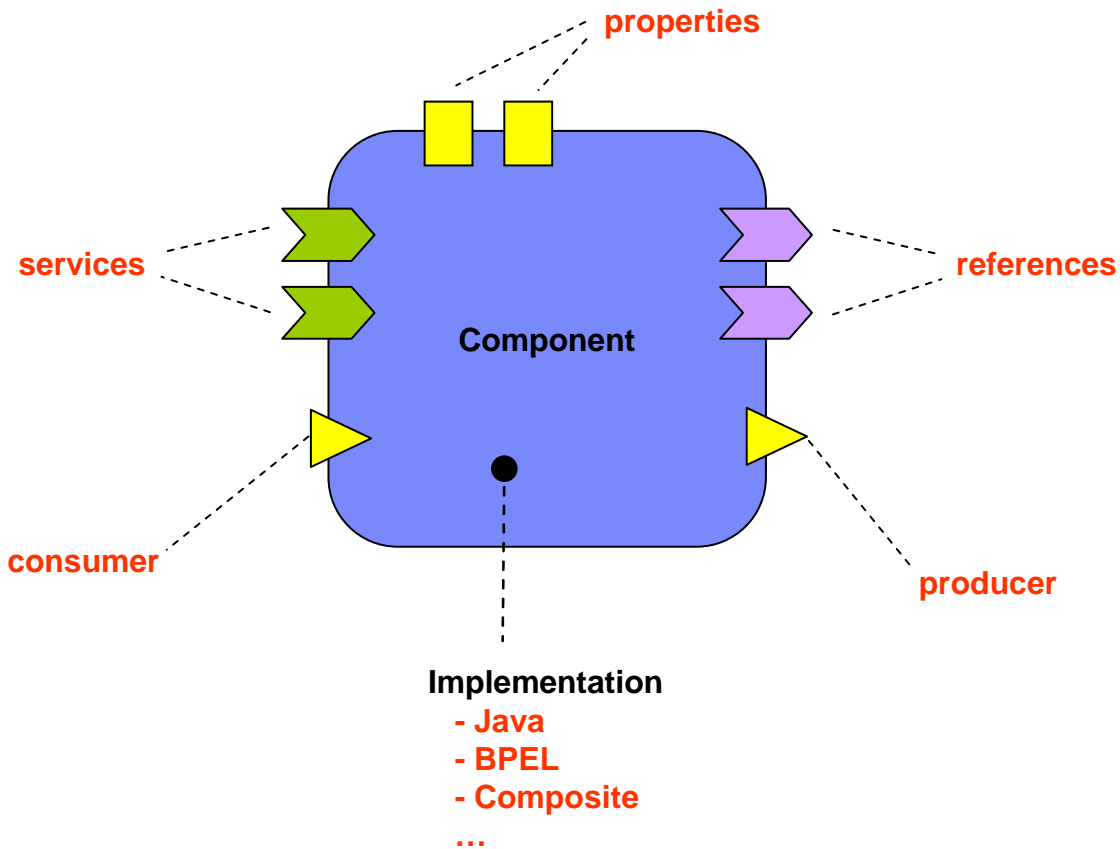 properties
services
references
Component
consumer
producer
Implementation
- Java
- BPEL
- Composite
...